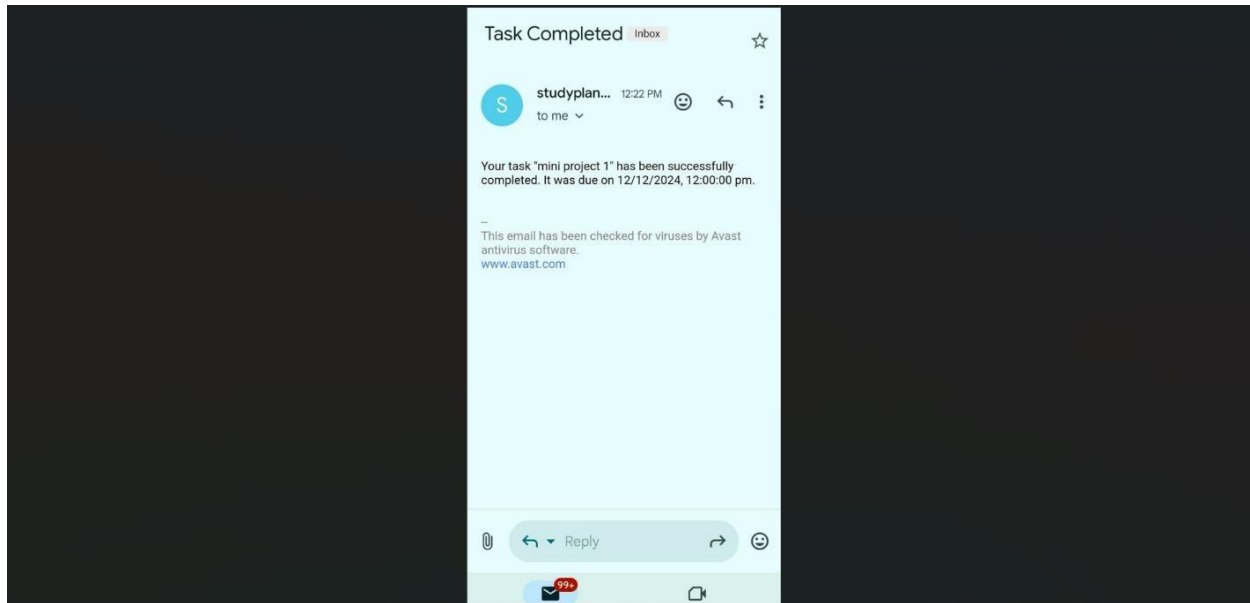 Task Completed Inbox
S
studyplan... 12:22 PM
to me
Your task "mini project 1" has been successfully
completed. It was due on 12/12/2024, 12:00:00 pm.
--
This email has been checked for viruses by Avast
antivirus software.
www.avast.com
Reply
99+